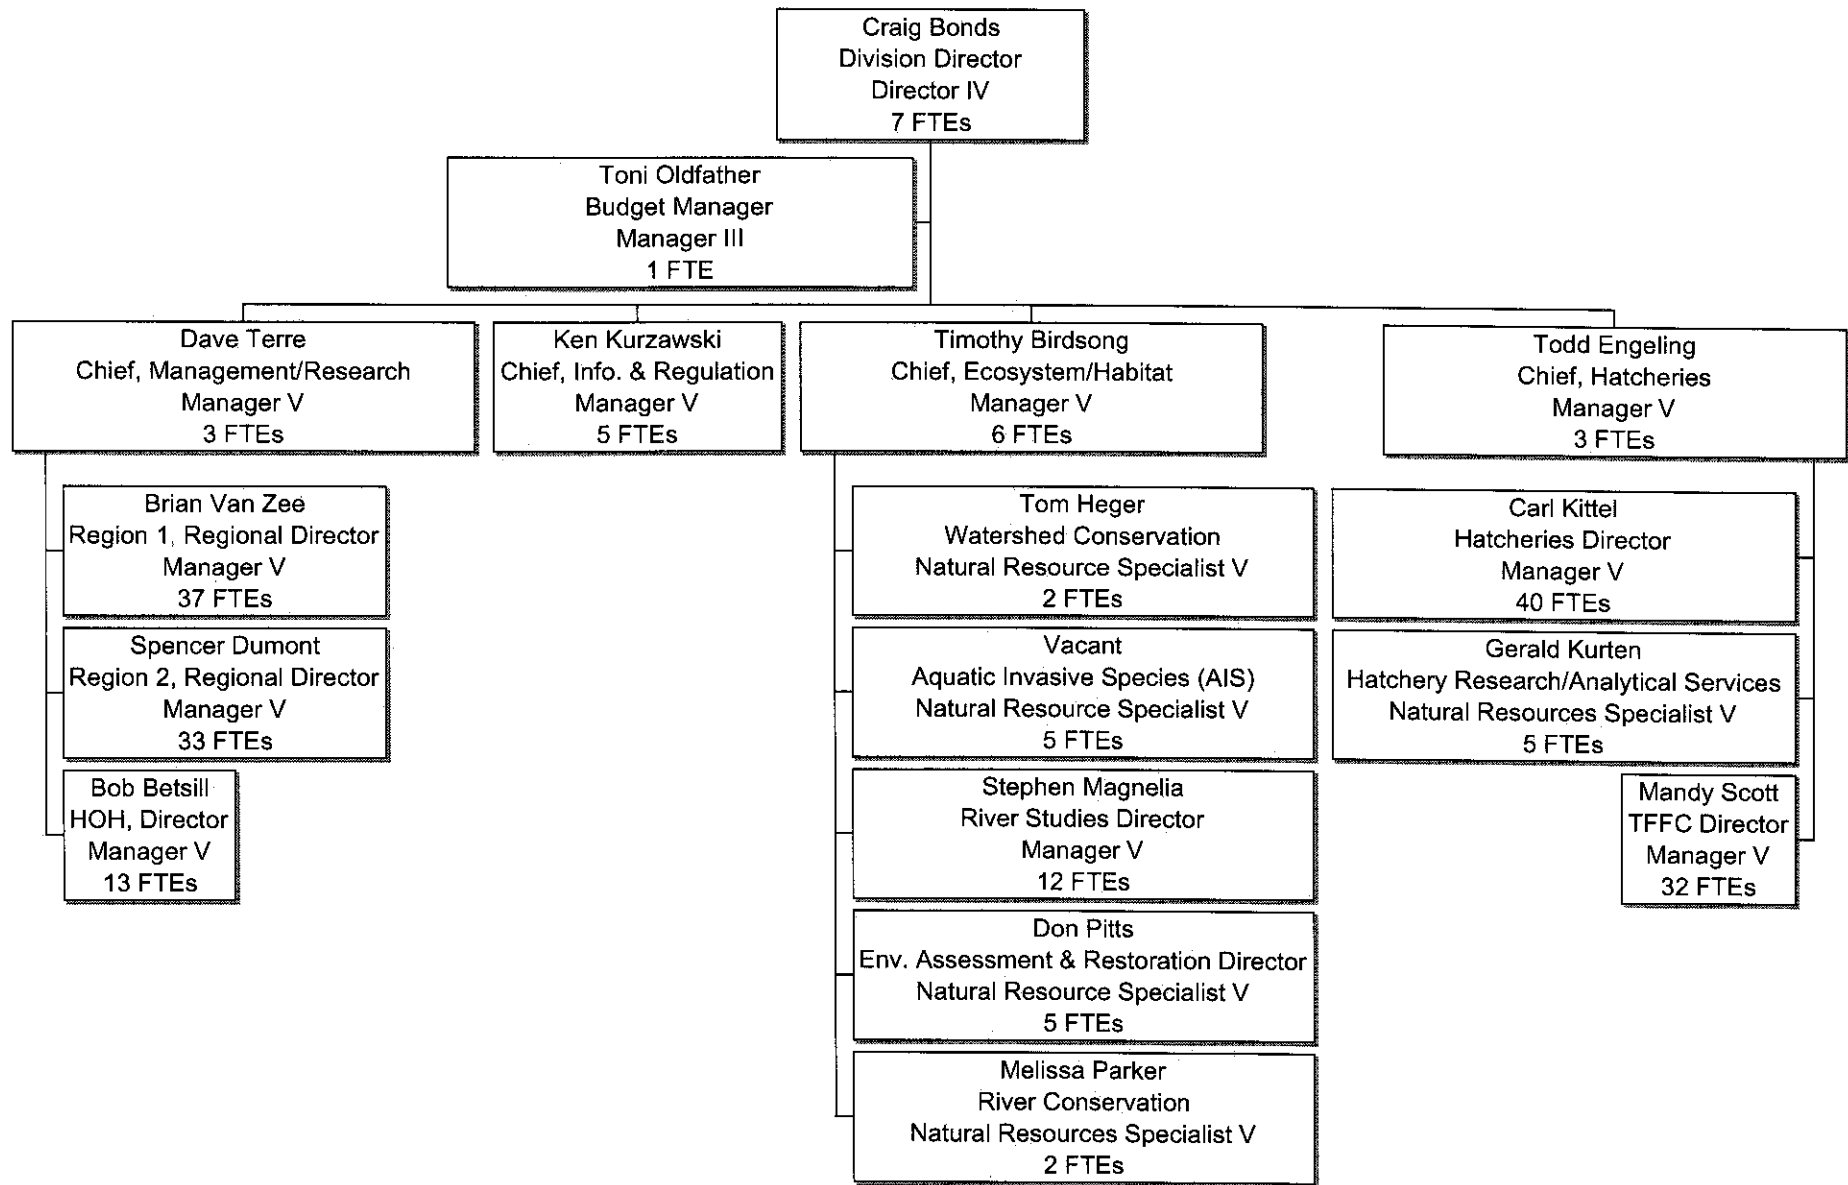 Craig Bonds
Division Director
Director IV
7 FTEs
Toni Oldfather
Budget Manager
Manager III
1 FTE
Dave Terre
Chief, Management/Research
Manager V
3 FTEs
Ken Kurzawski
Chief, Info. & Regulation
Manager V
5 FTEs
Timothy Birdsong
Chief, Ecosystem/Habitat
Manager V
6 FTEs
Todd Engeling
Chief, Hatcheries
Manager V
3 FTEs
Brian Van Zee
Region 1, Regional Director
Manager V
37 FTEs
Spencer Dumont
Region 2, Regional Director
Manager V
33 FTEs
Bob Betsill
HOH, Director
Manager V
13 FTEs
Tom Heger
Watershed Conservation
Natural Resource Specialist V
2 FTEs
Vacant
Aquatic Invasive Species (AIS)
Natural Resource Specialist V
5 FTEs
Stephen Magnelia
River Studies Director
Manager V
12 FTEs
Don Pitts
Env. Assessment & Restoration Director
Natural Resource Specialist V
5 FTEs
Melissa Parker
River Conservation
Natural Resources Specialist V
2 FTEs
Carl Kittel
Hatcheries Director
Manager V
40 FTEs
Gerald Kurten
Hatchery Research/Analytical Services
Natural Resources Specialist V
5 FTEs
Mandy Scott
TFFC Director
Manager V
32 FTEs